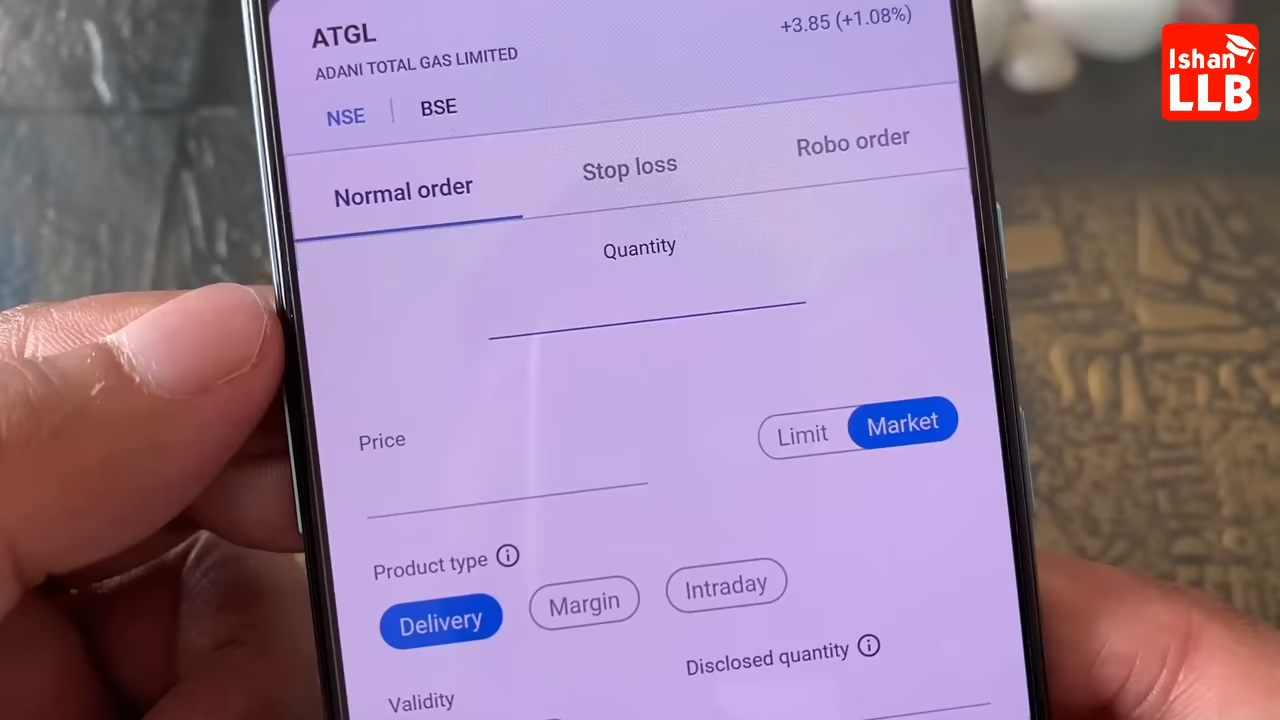 ATGL
+3.85 (+1.08%)
ADANI TOTAL GAS LIMITED
NSE
BSE
Normal order
Stop loss
Robo order
Quantity
Price
Limit
Market
Product type
Delivery
Margin
Intraday
Disclosed quantity
Validity
Ishan
LLB